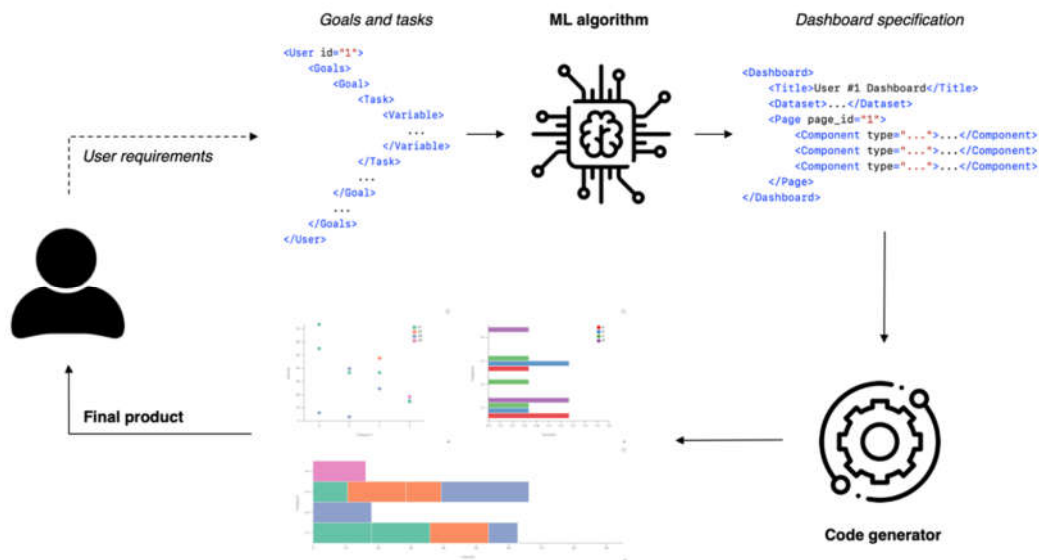 Goals and tasks
ML algorithm
Dashboard specification
<User id="1">
<Goals>
<Goal>
<Task>
<Variable>
...
</Variable>
</Task>
...
</Goal>
...
</Goals>
</User>
<Dashboard>
<Title>User #1 Dashboard</Title>
<Dataset>...</Dataset>
<Page page_id="1">
<Component type="...">...</Component>
<Component type="...">...</Component>
<Component type="...">...</Component>
</Page>
</Dashboard>
User requirements
Final product
Code generator